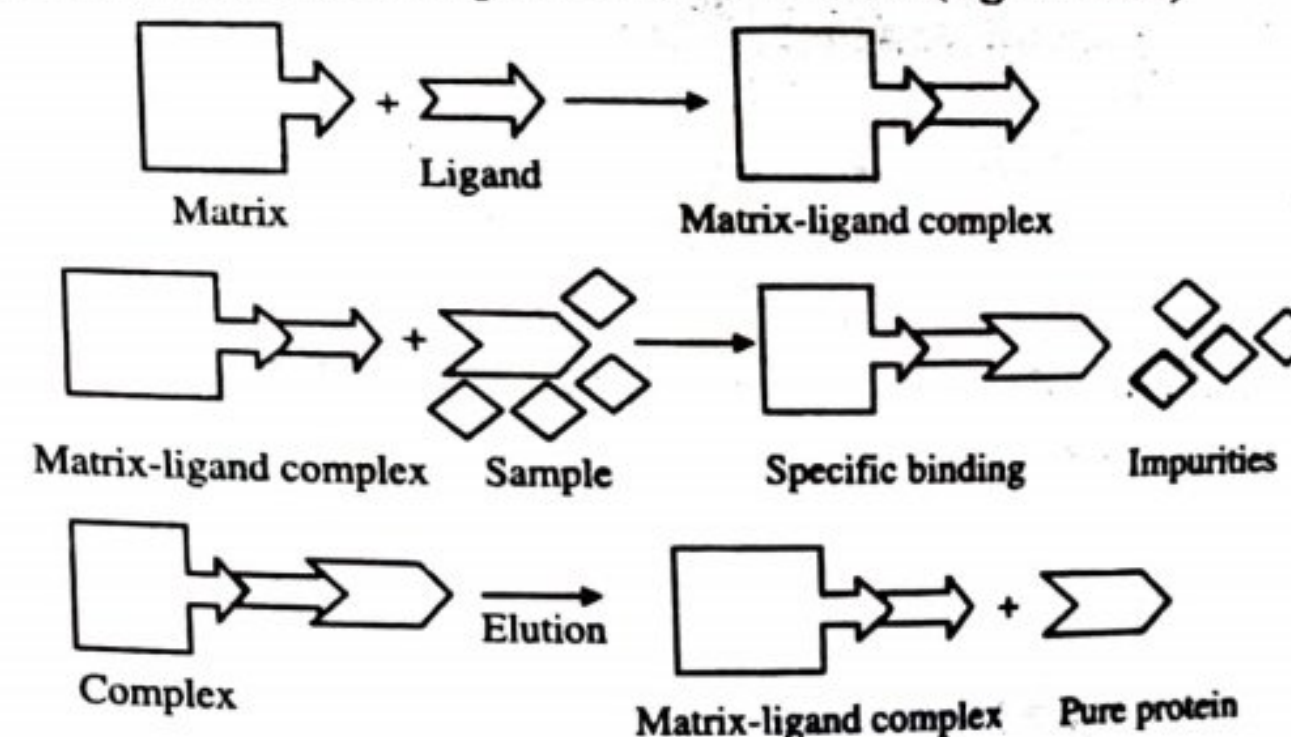 +
Ligand
Matrix
Matrix-ligand complex
+
Matrix-ligand complex Sample Specific binding Impurities
Elution
+
Complex
Matrix-ligand complex Pure protein